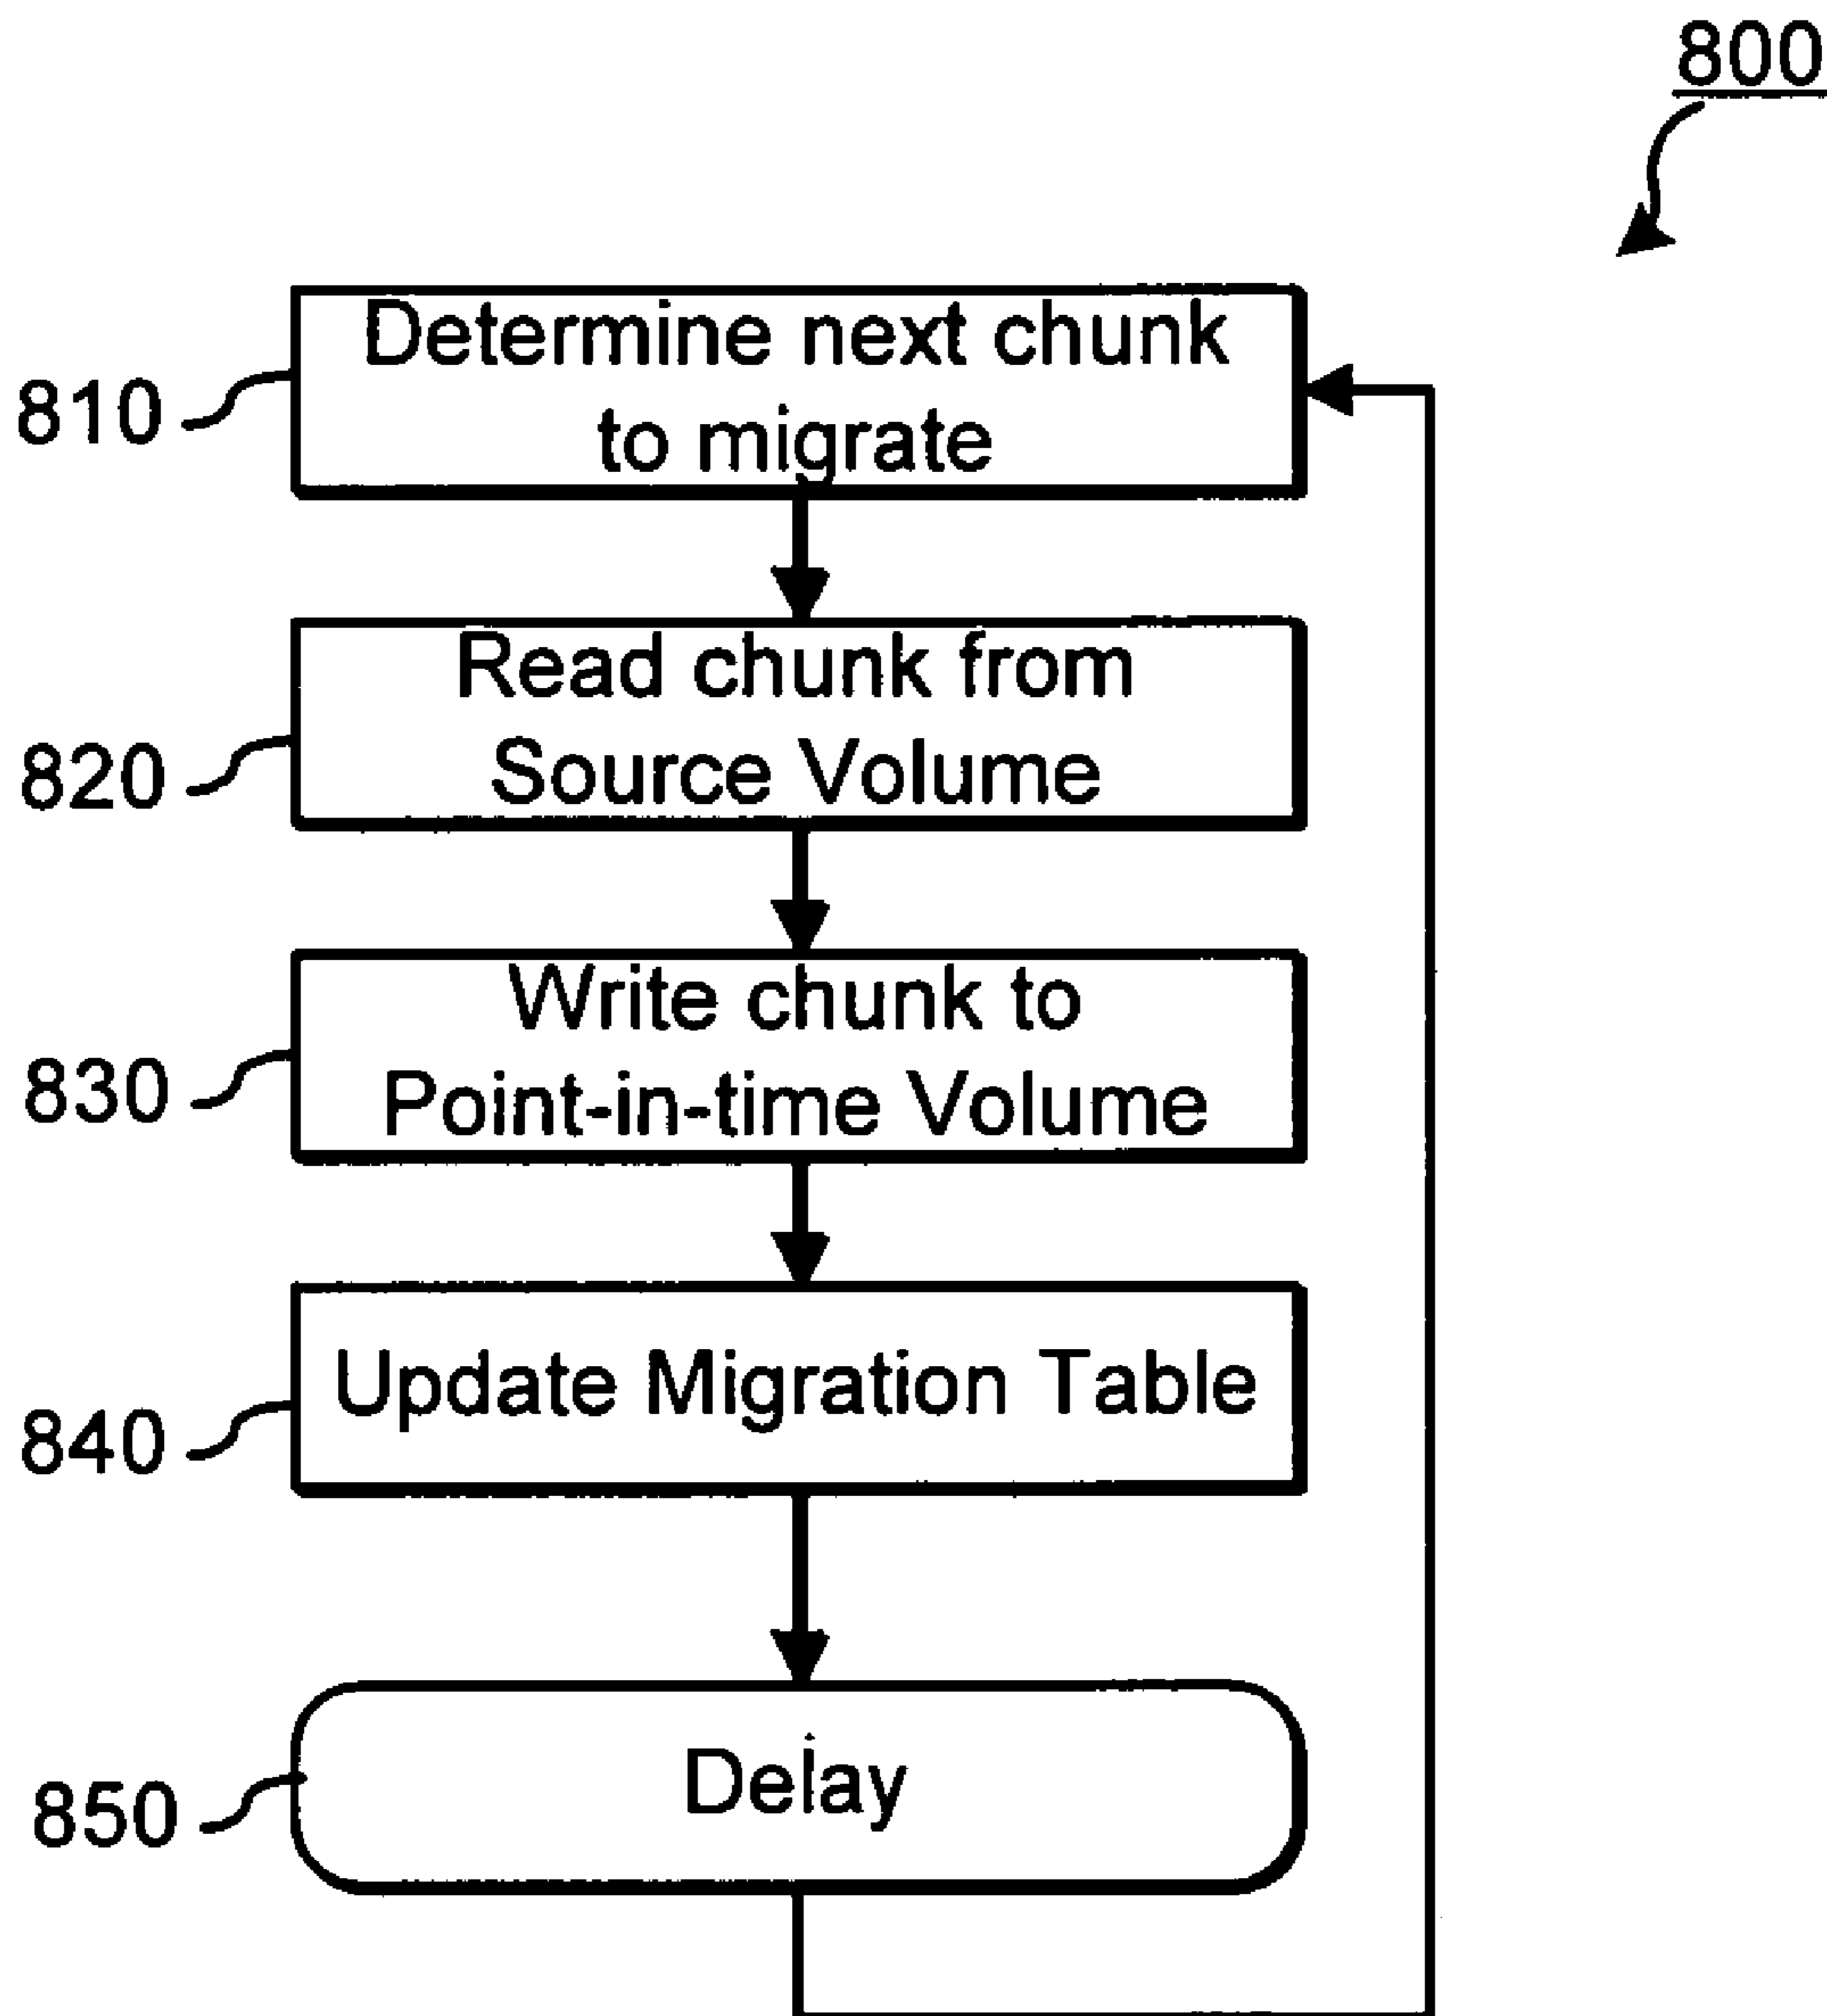 800
810
Determine next chunk
to migrate
820
Read chunk from
Source Volume
830
Write chunk to
Point-in-time Volume
840
Update Migration Table
850
Delay